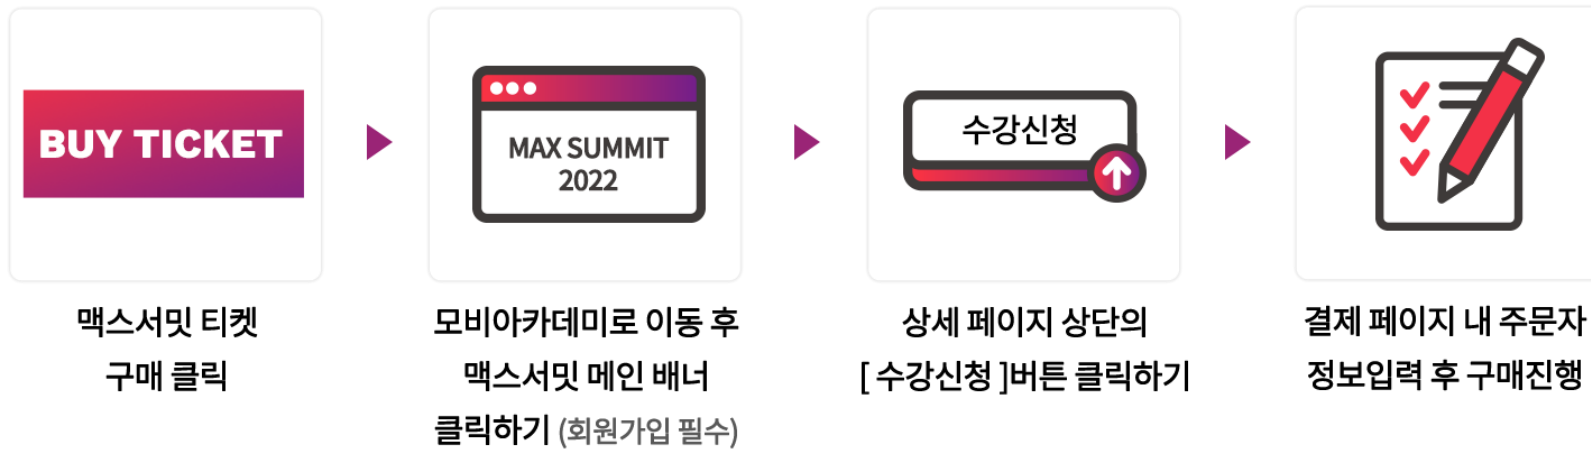 BUY TICKET
맥스서밋 티켓
구매 클릭
MAX SUMMIT
2022
모비아카데미로 이동 후
맥스서밋 메인 배너
클릭하기 (회원가입 필수)
수강신청
상세 페이지 상단의
[ 수강신청 ]버튼 클릭하기
결제 페이지 내 주문자
정보입력 후 구매진행